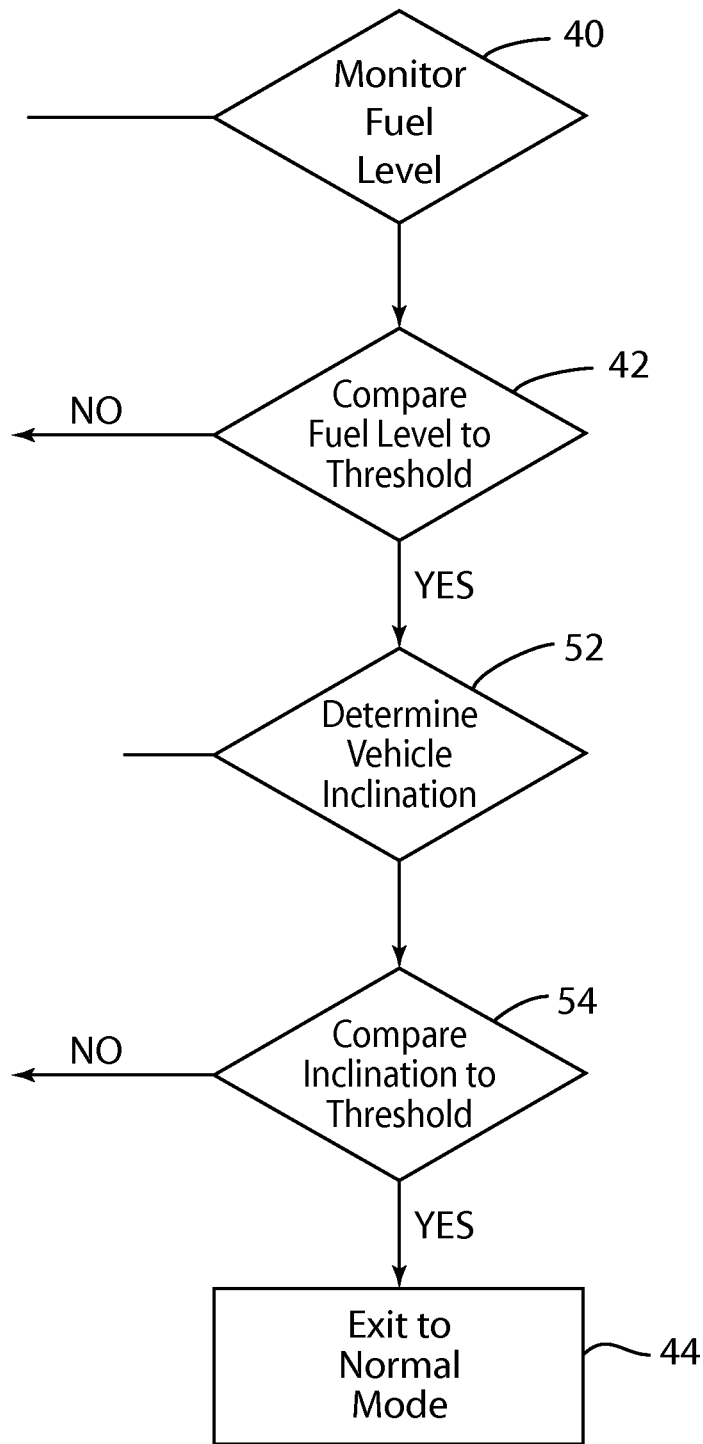 40
Monitor
Fuel
Level
42
Compare
Fuel Level to
Threshold
NO
YES
52
Determine
Vehicle
Inclination
54
Compare
Inclination to
Threshold
NO
YES
Exit to
Normal
Mode
44